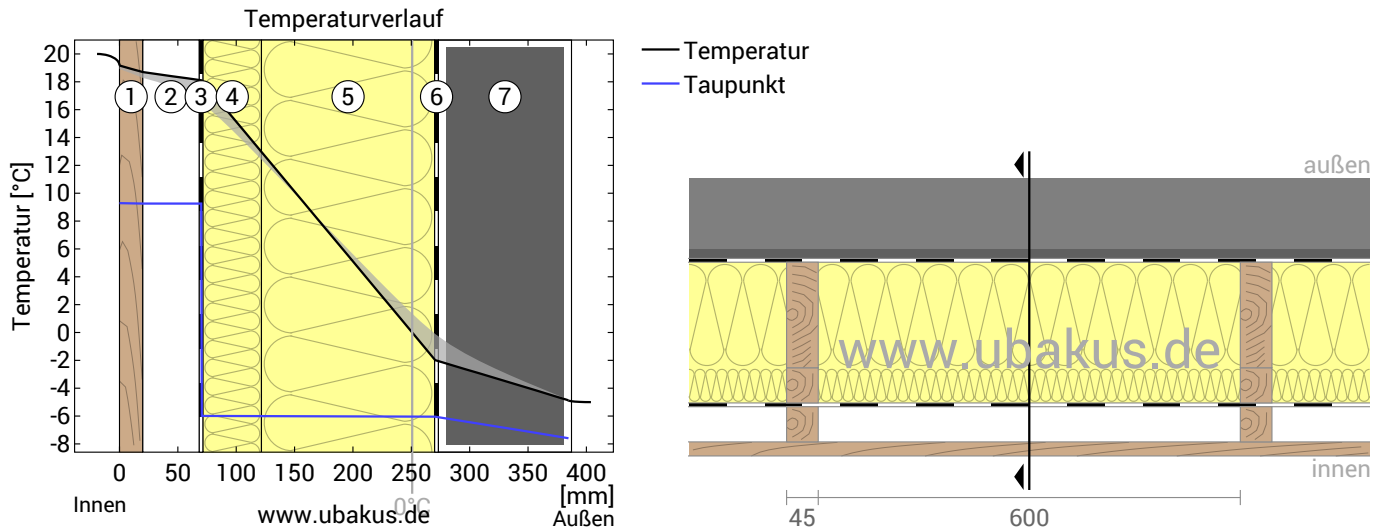 Temperaturverlauf
Temperatur [°C]
20
18
16
14
12
10
8
6
4
2
0
-2
-4
-6
-8
1 2 3 4 5 6 7
0 50 100 150 200 250 300 350 400
[mm]
Innen
0°C
www.ubakus.de
Außen
Temperatur
Taupunkt
außen
www.ubakus.de
innen
45 600